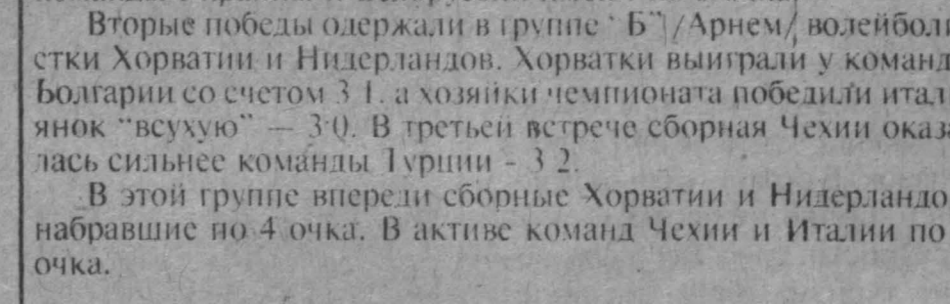 Вторые победы одержали в группе "Б" /Арнем/ волейбол
стки Хорватии и Нидерландов. Хорватки выиграли у команд
Болгарии со счетом 3:1, а хозяйки чемпионата победили итал
янок "всухую" — 3:0. В третьей встрече сборная Чехии оказ
лась сильнее команды Турции - 3:2.
В этой группе впереди сборные Хорватии и Нидерландо
набравшие по 4 очка. В активе команд Чехии и Италии по
очка.